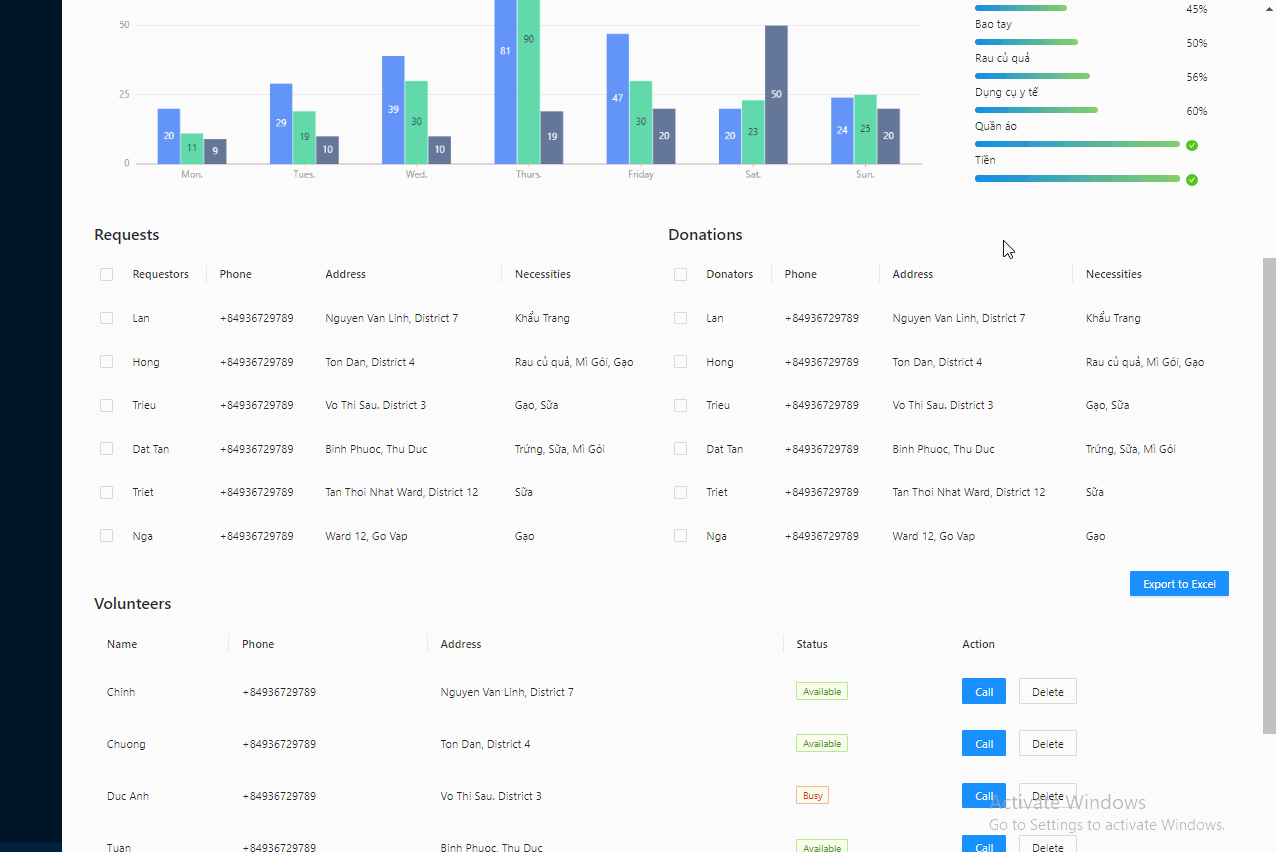 50
25
0
20 11 9
29 19 10
39 30 10
81 90 19
47 30 20
20 23 50
24 25 20
Mon. Tues. Wed. Thurs. Friday Sat. Sun.
45%
Bao tay
50%
Rau củ quả
56%
Dụng cụ y tế
60%
Quần áo
Tiền
Requests
Requestors Phone Address Necessities
Lan +84936729789 Nguyen Van Linh, District 7 Khẩu Trang
Hong +84936729789 Ton Dan, District 4 Rau củ quả, Mì Gói, Gạo
Trieu +84936729789 Vo Thi Sau. District 3 Gạo, Sữa
Dat Tan +84936729789 Binh Phuoc, Thu Duc Trứng, Sữa, Mì Gói
Triet +84936729789 Tan Thoi Nhat Ward, District 12 Sữa
Nga +84936729789 Ward 12, Go Vap Gạo
Donations
Donators Phone Address Necessities
Lan +84936729789 Nguyen Van Linh, District 7 Khẩu Trang
Hong +84936729789 Ton Dan, District 4 Rau củ quả, Mì Gói, Gạo
Trieu +84936729789 Vo Thi Sau. District 3 Gạo, Sữa
Dat Tan +84936729789 Binh Phuoc, Thu Duc Trứng, Sữa, Mì Gói
Triet +84936729789 Tan Thoi Nhat Ward, District 12 Sữa
Nga +84936729789 Ward 12, Go Vap Gạo
Export to Excel
Volunteers
Name Phone Address Status Action
Chinh +84936729789 Nguyen Van Linh, District 7 Available Call Delete
Chuong +84936729789 Ton Dan, District 4 Available Call Delete
Duc Anh +84936729789 Vo Thi Sau. District 3 Busy Call Delete
Tuan +84936729789 Binh Phuoc, Thu Duc Available Call Delete
Activate Windows
Go to Settings to activate Windows.